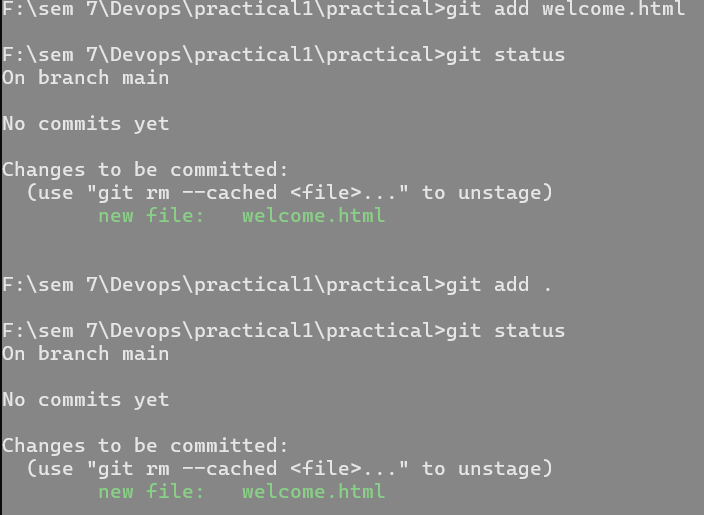 F:\sem 7\Devops\practical1\practical>git add welcome.html
F:\sem 7\Devops\practical1\practical>git status
On branch main
No commits yet
Changes to be committed:
  (use "git rm --cached <file>..." to unstage)
        new file:   welcome.html
F:\sem 7\Devops\practical1\practical>git add .
F:\sem 7\Devops\practical1\practical>git status
On branch main
No commits yet
Changes to be committed:
  (use "git rm --cached <file>..." to unstage)
        new file:   welcome.html